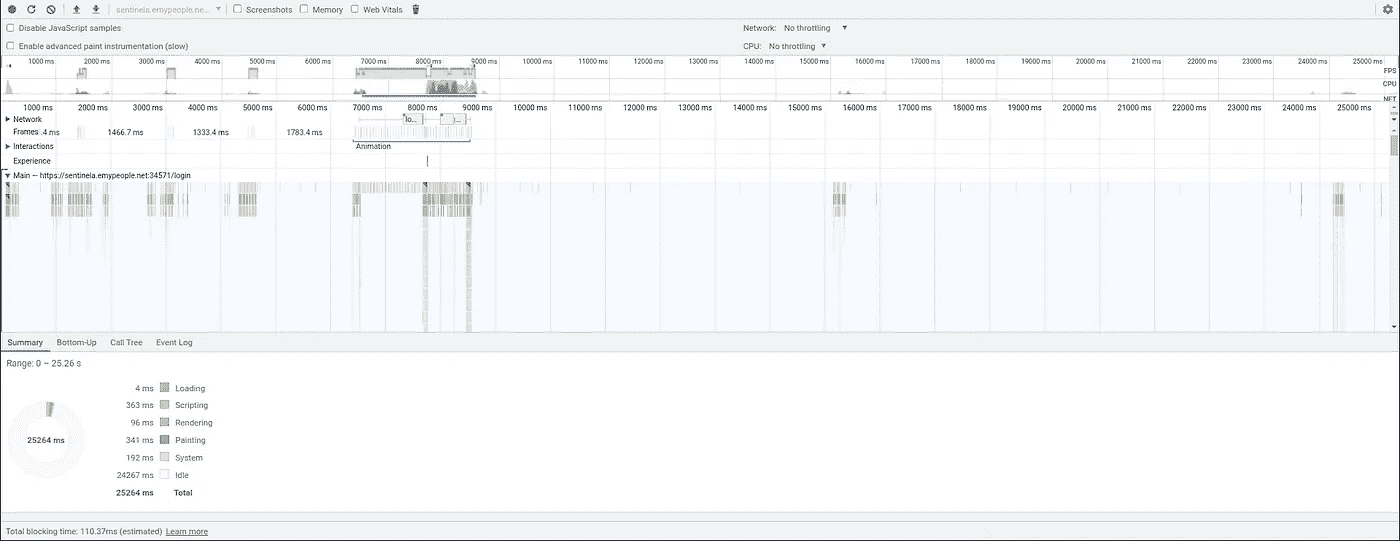 sentinela.emypeople.ne... Screenshots Memory Web Vitals
Disable JavaScript samples Network: No throttling
Enable advanced paint instrumentation (slow) CPU: No throttling
1000 ms 2000 ms 3000 ms 4000 ms 5000 ms 6000 ms 7000 ms 8000 ms 9000 ms 10000 ms 11000 ms 12000 ms 13000 ms 14000 ms 15000 ms 16000 ms 17000 ms 18000 ms 19000 ms 20000 ms 21000 ms 22000 ms 23000 ms 24000 ms 25000 ms
FPS
CPU
NET
1000 ms 2000 ms 3000 ms 4000 ms 5000 ms 6000 ms 7000 ms 8000 ms 9000 ms 10000 ms 11000 ms 12000 ms 13000 ms 14000 ms 15000 ms 16000 ms 17000 ms 18000 ms 19000 ms 20000 ms 21000 ms 22000 ms 23000 ms 24000 ms 25000 ms
Network lo... ...
Frames .4 ms 1466.7 ms 1333.4 ms 1783.4 ms
Interactions Animation
Experience
Main — https://sentinela.emypeople.net:34571/login
Summary Bottom-Up Call Tree Event Log
Range: 0 – 25.26 s
4 ms Loading
363 ms Scripting
96 ms Rendering
25264 ms 341 ms Painting
192 ms System
24267 ms Idle
25264 ms Total
Total blocking time: 110.37ms (estimated) Learn more